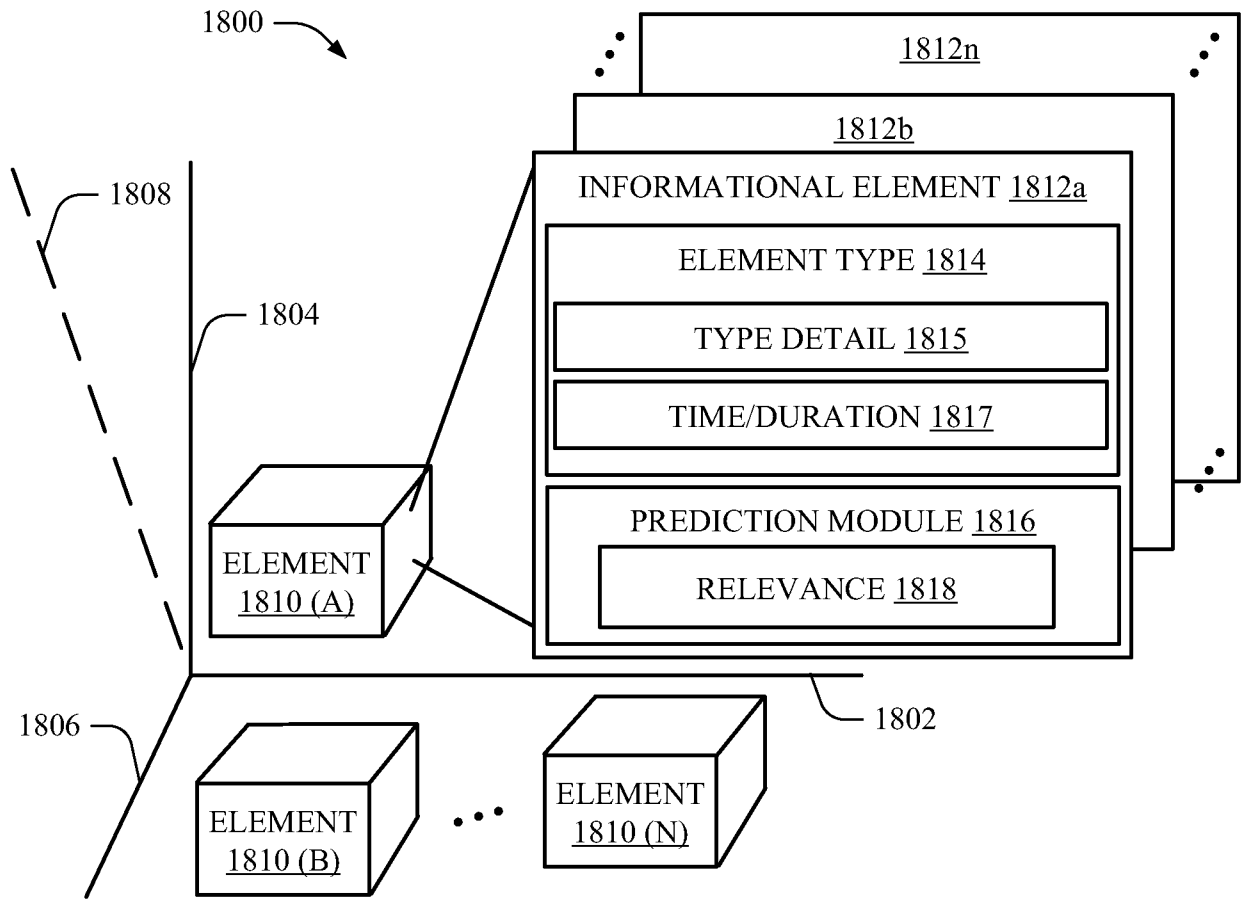 1800
1812n
1812b
INFORMATIONAL ELEMENT 1812a
ELEMENT TYPE 1814
TYPE DETAIL 1815
TIME/DURATION 1817
PREDICTION MODULE 1816
RELEVANCE 1818
1808
1804
ELEMENT
1810 (A)
1806
1802
ELEMENT
1810 (B)
ELEMENT
1810 (N)